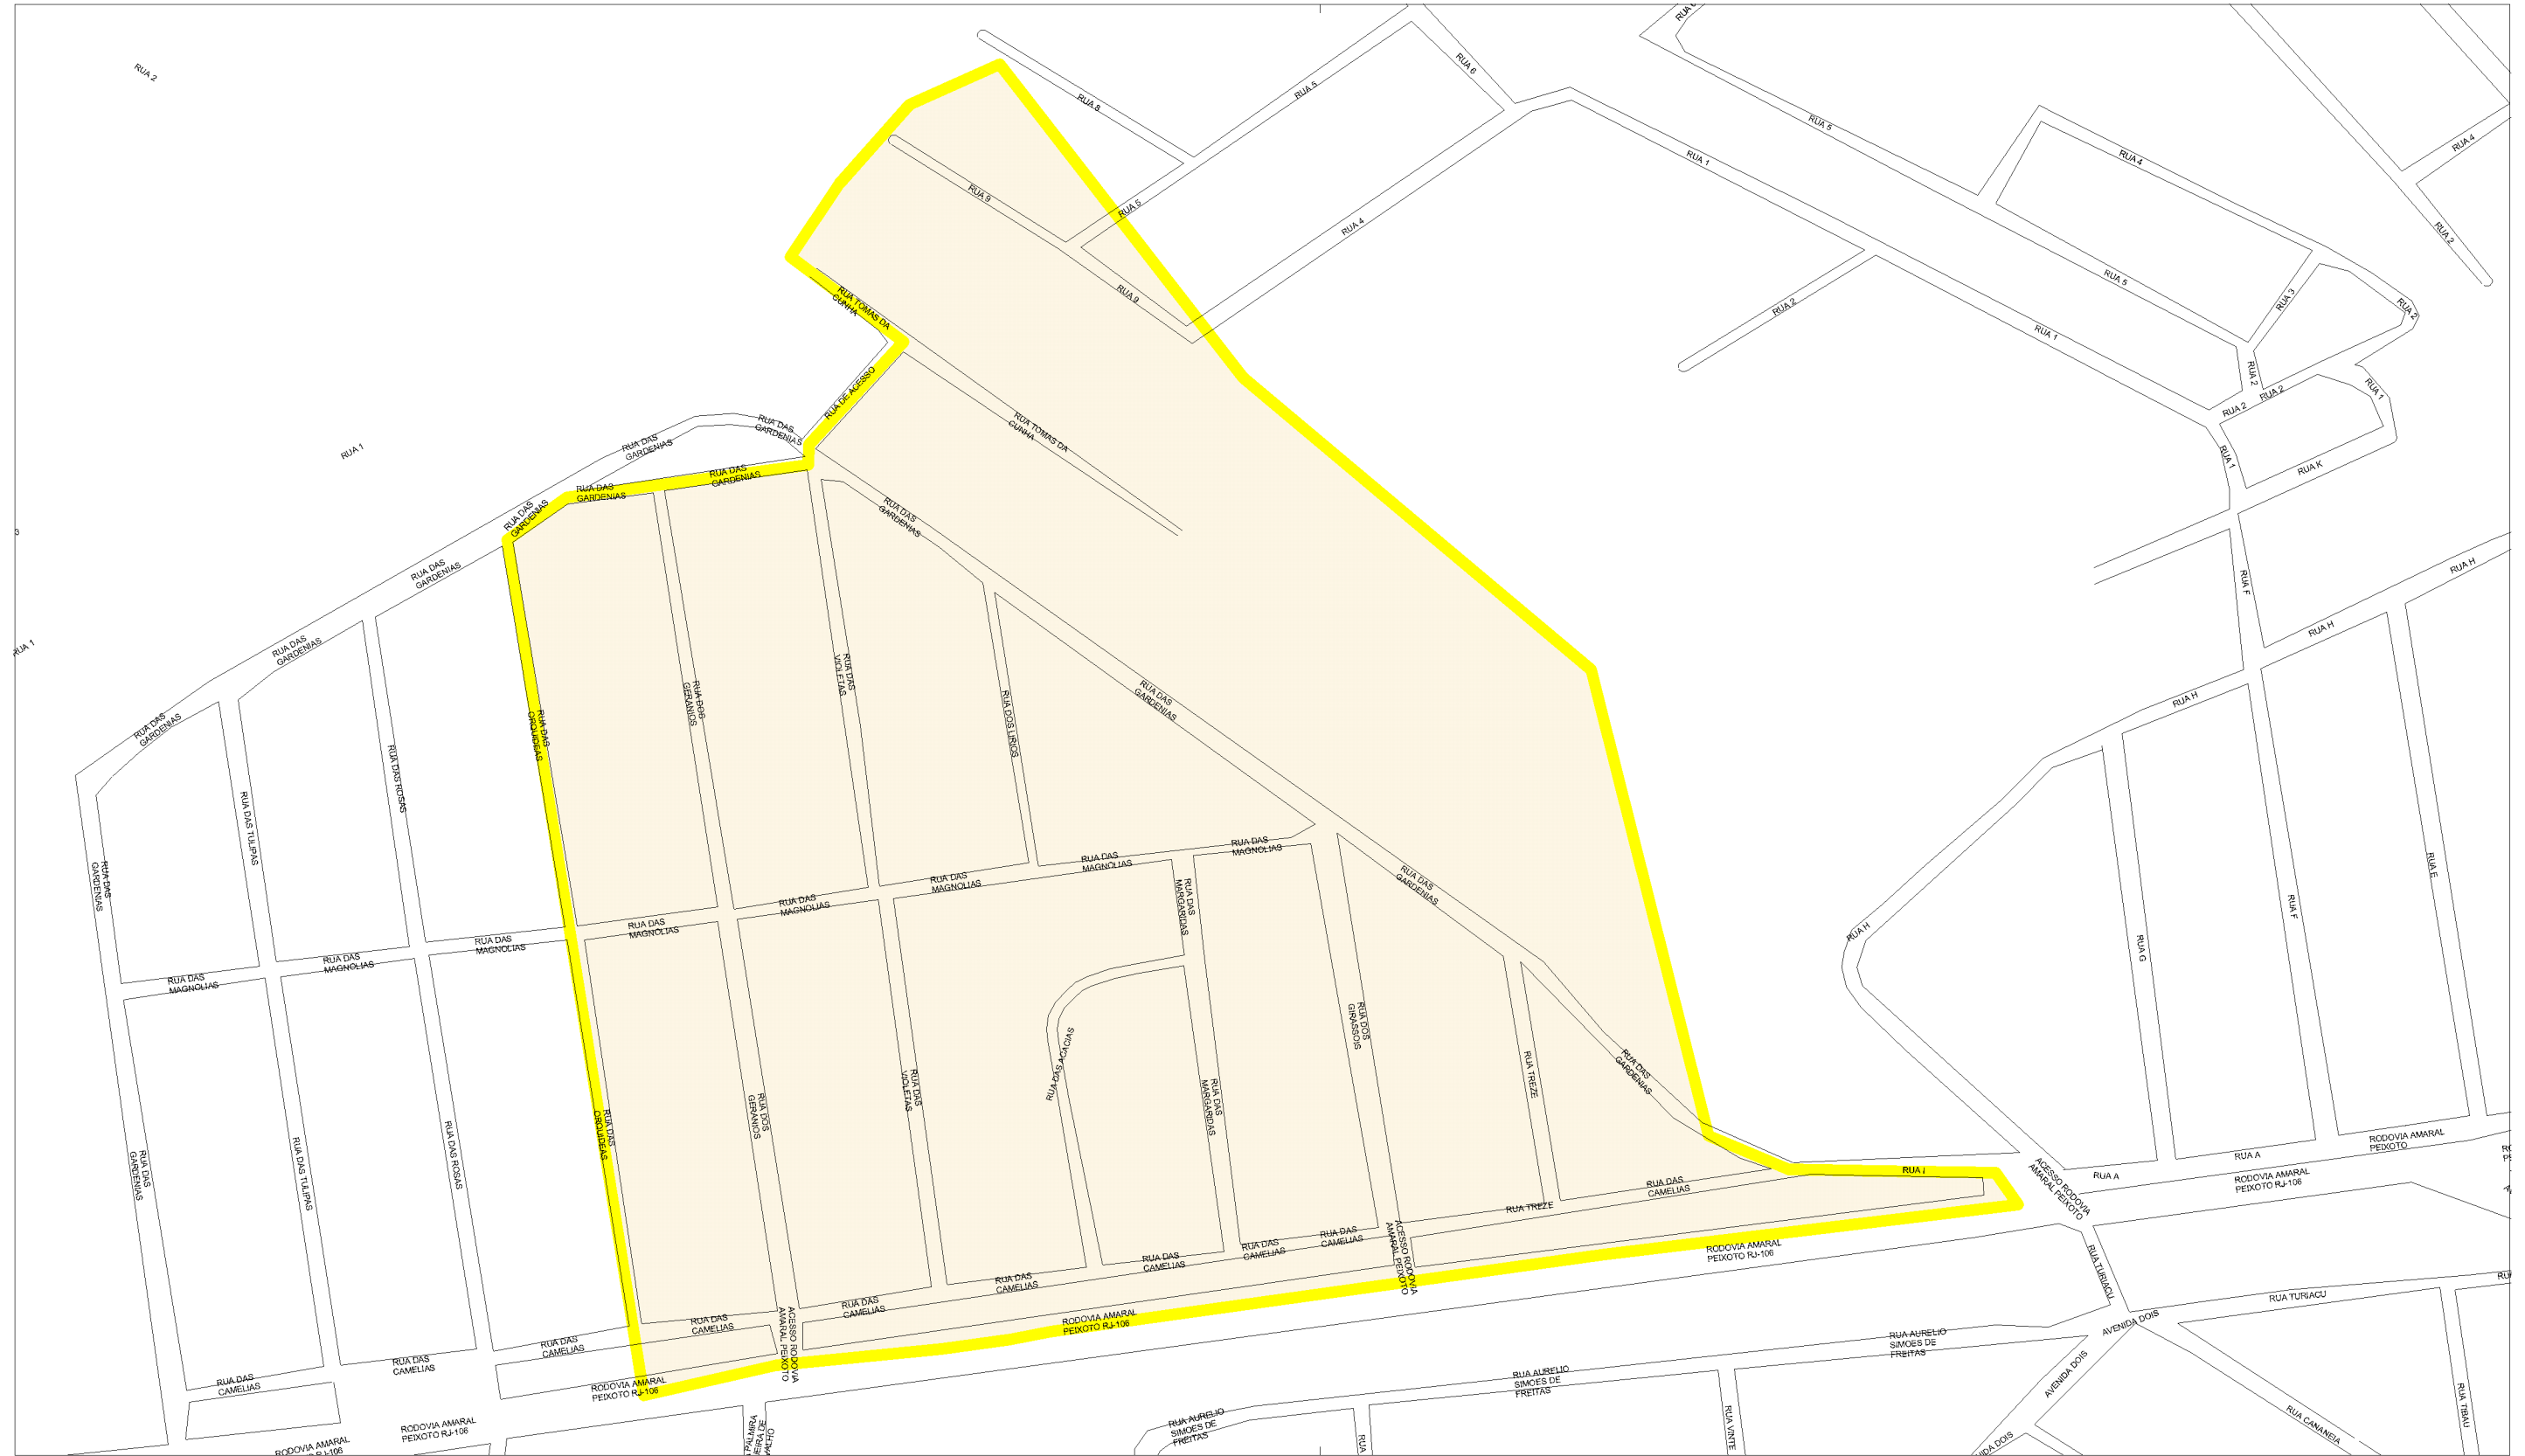 RUA 2
RUA 8
RUA 5
RUA 6
RUA 5
RUA 4
RUA 4
RUA 1
RUA 9
RUA 5
RUA 4
RUA 2
RUA 9
RUA TOMAS DA
CUNHA
RUA 2
RUA 5
RUA 3
RUA 2
RUA 1
RUA 2
RUA 2
RUA 2
RUA 1
RUA DE ACESSO
RUA DAS
GARDENIAS
RUA DAS
GARDENIAS
RUA TOMAS DA
CUNHA
RUA 1
RUA 1
RUA K
RUA DAS
GARDENIAS
RUA DAS
GARDENIAS
RUA DAS
GARDENIAS
RUA DAS
GARDENIAS
3
RUA DAS
GARDENIAS
RUA F
RUA H
RUA H
RUA 1
RUA DAS
GARDENIAS
RUA DAS
GARDENIAS
RUA DAS
ORQUIDEAS
RUA DOS
GERANIOS
RUA DAS
VIOLETAS
RUA DOS LIRIOS
RUA DAS
GARDENIAS
RUA H
RUA DAS ROSAS
RUA DAS TULIPAS
RUA DAS
GARDENIAS
RUA DAS
MAGNOLIAS
RUA DAS
MAGNOLIAS
RUA DAS
MAGNOLIAS
RUA DAS
MAGNOLIAS
RUA DAS
MAGNOLIAS
RUA DAS
MAGNOLIAS
RUA DAS
MAGNOLIAS
RUA DAS
MAGNOLIAS
RUA DAS
MARGARIDAS
RUA DAS
GARDENIAS
RUA H
RUA G
RUA F
RUA E
RUA DAS
GARDENIAS
RUA DAS TULIPAS
RUA DAS ROSAS
RUA DAS
ORQUIDEAS
RUA DOS
GERANIOS
RUA DAS
VIOLETAS
RUA DAS ACACIAS
RUA DAS
MARGARIDAS
RUA DOS
GIRASSOIS
RUA TREZE
RUA DAS
GARDENIAS
RUA I
RUA DAS
CAMELIAS
RUA TREZE
ACESSO RODOVIA
AMARAL PEIXOTO
RUA A
RUA A
RODOVIA AMARAL
PEIXOTO
RODOVIA AMARAL
PEIXOTO RJ-106
RUA DAS
CAMELIAS
RUA DAS
CAMELIAS
RUA DAS
CAMELIAS
RUA DAS
CAMELIAS
RUA DAS
CAMELIAS
RUA DAS
CAMELIAS
RUA DAS
CAMELIAS
RUA DAS
CAMELIAS
RUA DAS
CAMELIAS
ACESSO RODOVIA
AMARAL PEIXOTO
ACESSO RODOVIA
AMARAL PEIXOTO
RODOVIA AMARAL
PEIXOTO RJ-106
RODOVIA AMARAL
PEIXOTO RJ-106
RODOVIA AMARAL
PEIXOTO RJ-106
RODOVIA AMARAL
PEIXOTO RJ-106
RODOVIA AMARAL
RUA TURIACU
RUA TURIACU
AVENIDA DOIS
AVENIDA DOIS
RUA AURELIO
SIMOES DE
FREITAS
RUA AURELIO
SIMOES DE
FREITAS
RUA AURELIO
SIMOES DE
FREITAS
RUA
RUA VINTE
RUA CANANEIA
RUA TIBAU
PALMIRA